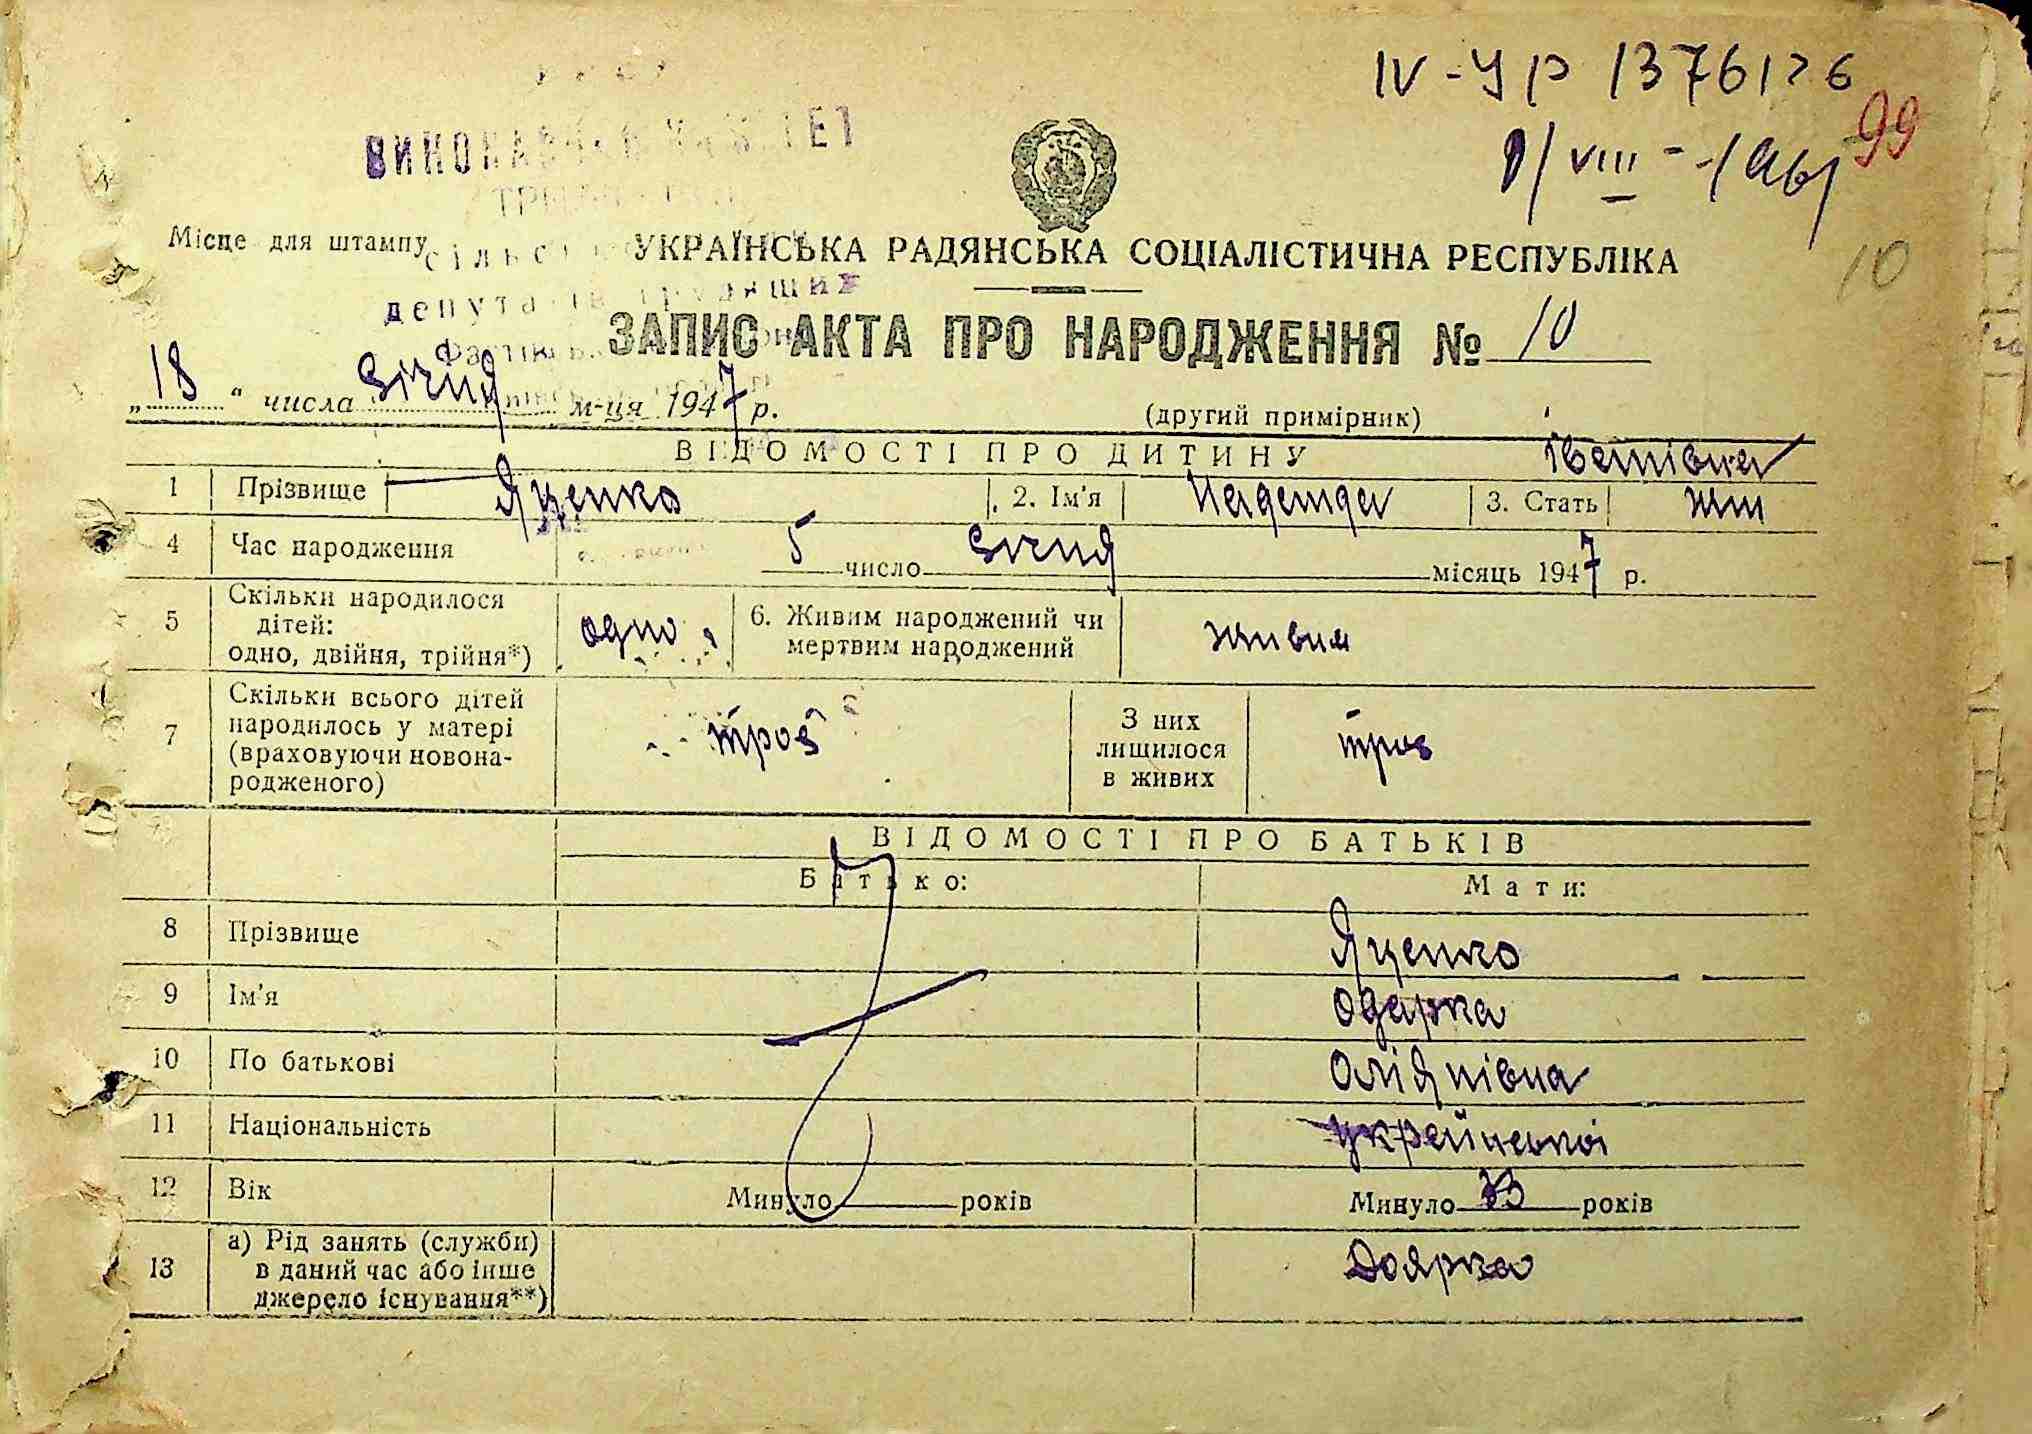 IV-УР 1376126
99
VIII
ВИКОНАВЧИЙ КОМІТЕТ
Місце для штампу
УКРАЇНСЬКА РАДЯНСЬКА СОЦІАЛІСТИЧНА РЕСПУБЛІКА
10
депутатів трудящих
ЗАПИС АКТА ПРО НАРОДЖЕННЯ № 10
„18“ числа Січня м-ця 1947 р.
(другий примірник)
ВІДОМОСТІ ПРО ДИТИНУ
Іванівна
1 Прізвище Яценко 2. Ім'я Надежда 3. Стать жін
4 Час народження 5 число Січня місяць 1947 р.
5 Скільки народилося дітей: одно, двійня, трійня*) одно 6. Живим народжений чи мертвим народжений живим
7 Скільки всього дітей народилось у матері (враховуючи новонародженого) троє З них лишилося в живих троє
ВІДОМОСТІ ПРО БАТЬКІВ
Батько: Мати:
8 Прізвище Яценко
9 Ім'я Одарка
10 По батькові
11 Національність
12 Вік Минуло років Минуло 33 років
13 а) Рід занять (служби) в даний час або інше джерело існування**) Доярка